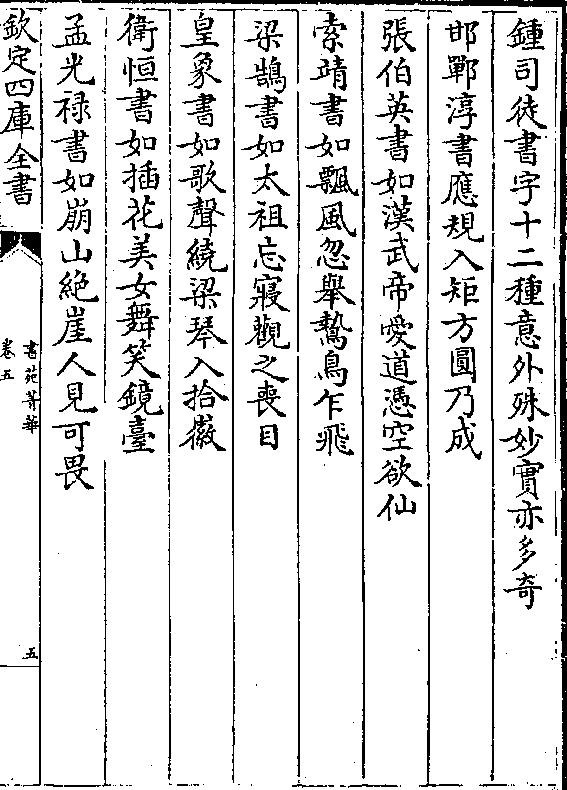 鍾司徒書字十二種意外殊妙實亦多奇
邯鄲淳書應規入矩方圓乃成
張伯英書如漢武帝愛道憑空欲仙
索靖書如飄風忽舉鷙鳥乍飛
梁鵠書如太祖忘寢觀之喪目
皇象書如歌聲繞梁琴人拾徽
衛恒書如插花美女舞笑鏡臺
孟光禄書如崩山絶崖人見可畏
欽定四庫全書
書苑菁華
卷五
五